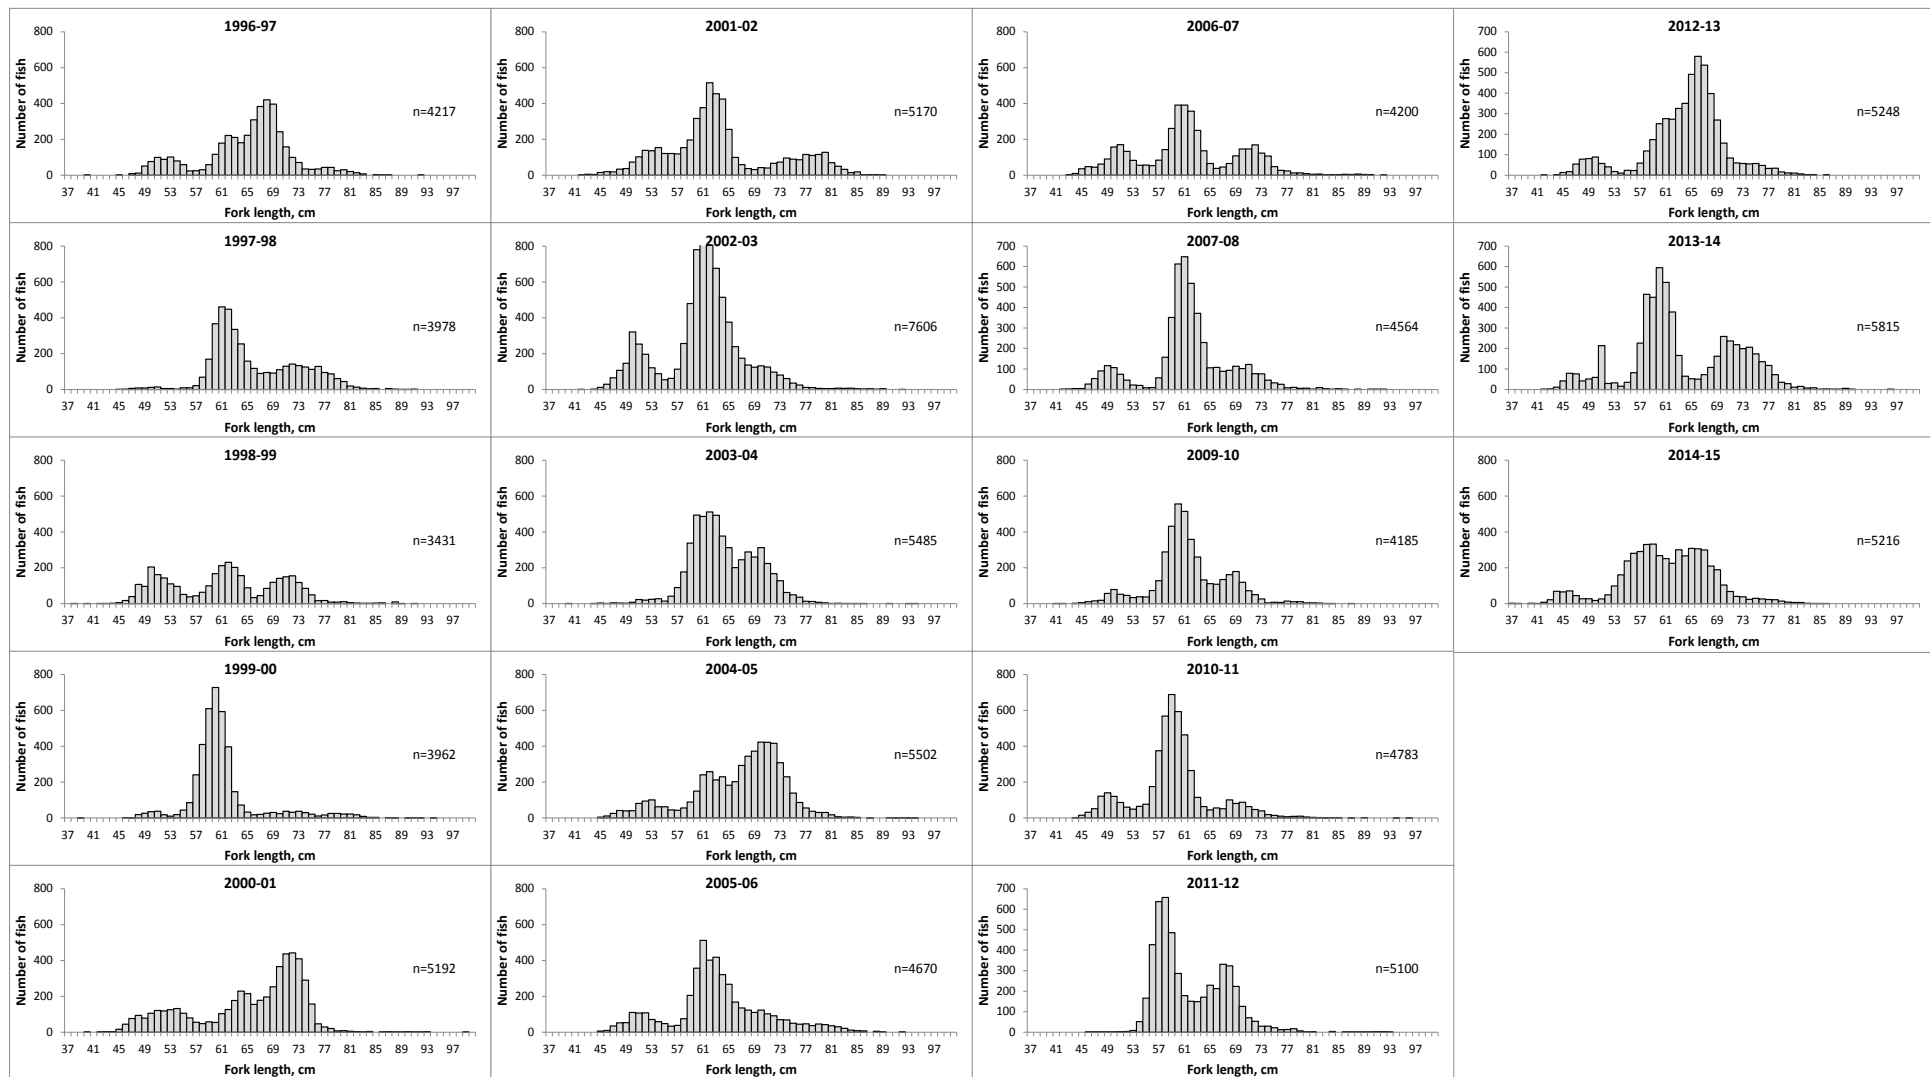 1996-97
Number of fish
800
600
400
200
0
n=4217
37 41 45 49 53 57 61 65 69 73 77 81 85 89 93 97
Fork length, cm
1997-98
Number of fish
800
600
400
200
0
n=3978
37 41 45 49 53 57 61 65 69 73 77 81 85 89 93 97
Fork length, cm
1998-99
Number of fish
800
600
400
200
0
n=3431
37 41 45 49 53 57 61 65 69 73 77 81 85 89 93 97
Fork length, cm
1999-00
Number of fish
800
600
400
200
0
n=3962
37 41 45 49 53 57 61 65 69 73 77 81 85 89 93 97
Fork length, cm
2000-01
Number of fish
800
600
400
200
0
n=5192
37 41 45 49 53 57 61 65 69 73 77 81 85 89 93 97
Fork length, cm
2001-02
Number of fish
800
600
400
200
0
n=5170
37 41 45 49 53 57 61 65 69 73 77 81 85 89 93 97
Fork length, cm
2002-03
Number of fish
800
600
400
200
0
n=7606
37 41 45 49 53 57 61 65 69 73 77 81 85 89 93 97
Fork length, cm
2003-04
Number of fish
800
600
400
200
0
n=5485
37 41 45 49 53 57 61 65 69 73 77 81 85 89 93 97
Fork length, cm
2004-05
Number of fish
800
600
400
200
0
n=5502
37 41 45 49 53 57 61 65 69 73 77 81 85 89 93 97
Fork length, cm
2005-06
Number of fish
800
600
400
200
0
n=4670
37 41 45 49 53 57 61 65 69 73 77 81 85 89 93 97
Fork length, cm
2006-07
Number of fish
800
600
400
200
0
n=4200
37 41 45 49 53 57 61 65 69 73 77 81 85 89 93 97
Fork length, cm
2007-08
Number of fish
700
600
500
400
300
200
100
0
n=4564
37 41 45 49 53 57 61 65 69 73 77 81 85 89 93 97
Fork length, cm
2009-10
Number of fish
800
600
400
200
0
n=4185
37 41 45 49 53 57 61 65 69 73 77 81 85 89 93 97
Fork length, cm
2010-11
Number of fish
800
600
400
200
0
n=4783
37 41 45 49 53 57 61 65 69 73 77 81 85 89 93 97
Fork length, cm
2011-12
Number of fish
700
600
500
400
300
200
100
0
n=5100
37 41 45 49 53 57 61 65 69 73 77 81 85 89 93 97
Fork length, cm
2012-13
Number of fish
700
600
500
400
300
200
100
0
n=5248
37 41 45 49 53 57 61 65 69 73 77 81 85 89 93 97
Fork length, cm
2013-14
Number of fish
700
600
500
400
300
200
100
0
n=5815
37 41 45 49 53 57 61 65 69 73 77 81 85 89 93 97
Fork length, cm
2014-15
Number of fish
800
600
400
200
0
n=5216
37 41 45 49 53 57 61 65 69 73 77 81 85 89 93 97
Fork length, cm